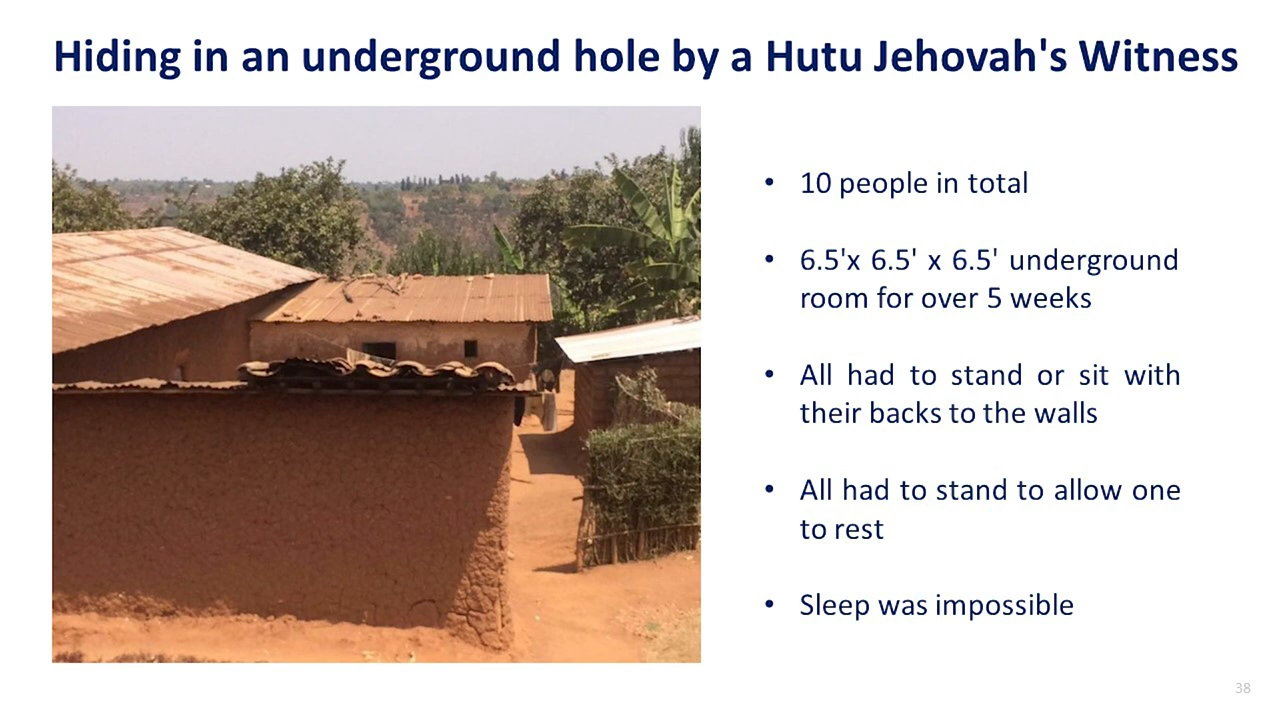 Hiding in an underground hole by a Hutu Jehovah's Witness
• 10 people in total
• 6.5'x 6.5' x 6.5' underground
room for over 5 weeks
• All had to stand or sit with
their backs to the walls
• All had to stand to allow one
to rest
• Sleep was impossible
38